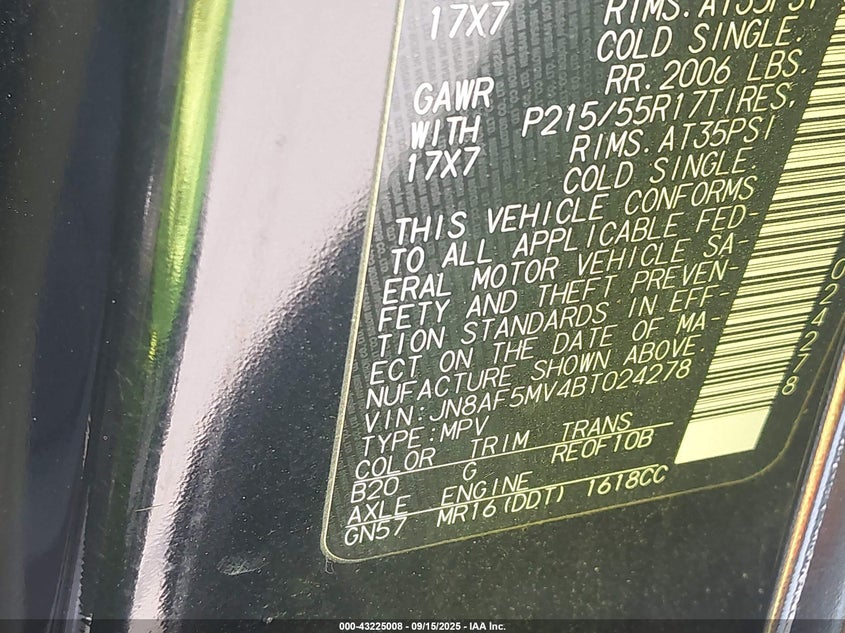 17X7 RIMS. AT35PSI
COLD SINGLE.
GAWR RR. 2006 LBS.
WITH P215/55R17TIRES,
17X7 RIMS. AT35PSI
COLD SINGLE.
THIS VEHICLE CONFORMS
TO ALL APPLICABLE FED-
ERAL MOTOR VEHICLE SA-
FETY AND THEFT PREVEN-
TION STANDARDS IN EFF-
ECT ON THE DATE OF MA-
NUFACTURE SHOWN ABOVE.
VIN:JN8AF5MV4BT024278
TYPE:MPV
COLOR TRIM TRANS
B20 G RE0F10B
AXLE ENGINE
GN57 MR16(DDT) 1618CC
024278
000-43225008 - 09/15/2025 - IAA Inc.